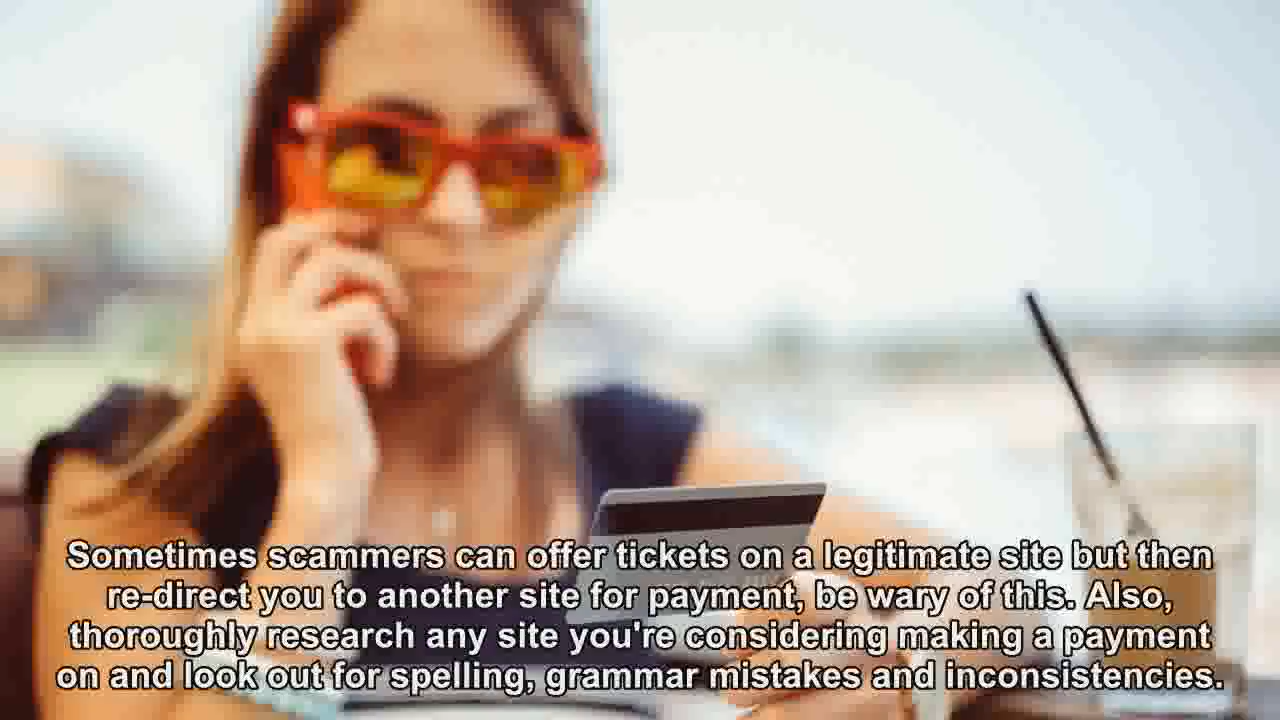 Sometimes scammers can offer tickets on a legitimate site but then
re-direct you to another site for payment, be wary of this. Also,
thoroughly research any site you're considering making a payment
on and look out for spelling, grammar mistakes and inconsistencies.